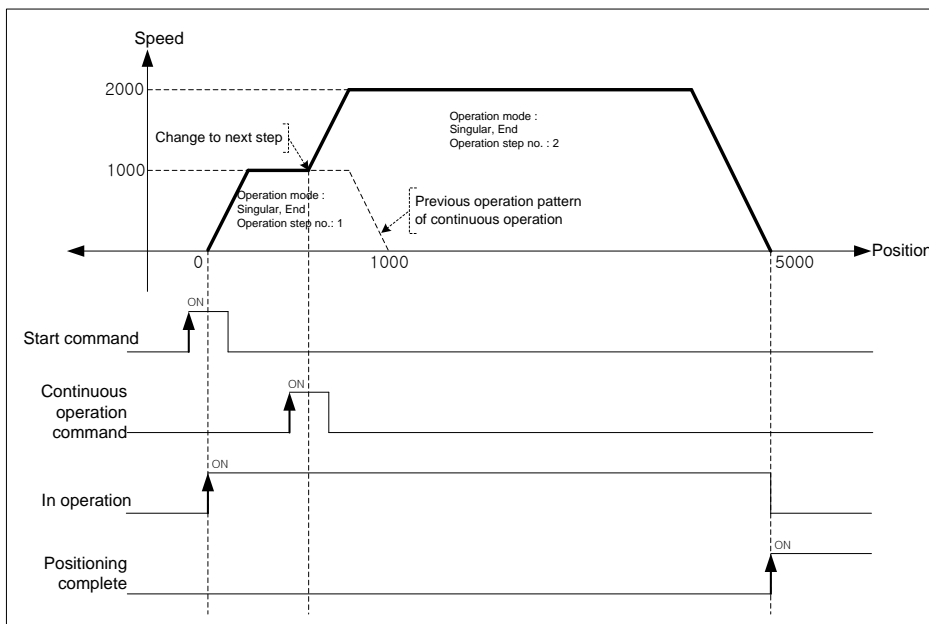 Speed
2000
Operation mode :
Singular, End
Operation step no. : 2
Change to next step
1000
Operation mode :
Singular, End
Operation step no.: 1
Previous operation pattern
of continuous operation
Position
0
1000
5000
ON
Start command
ON
Continuous
operation
command
ON
In operation
ON
Positioning
complete